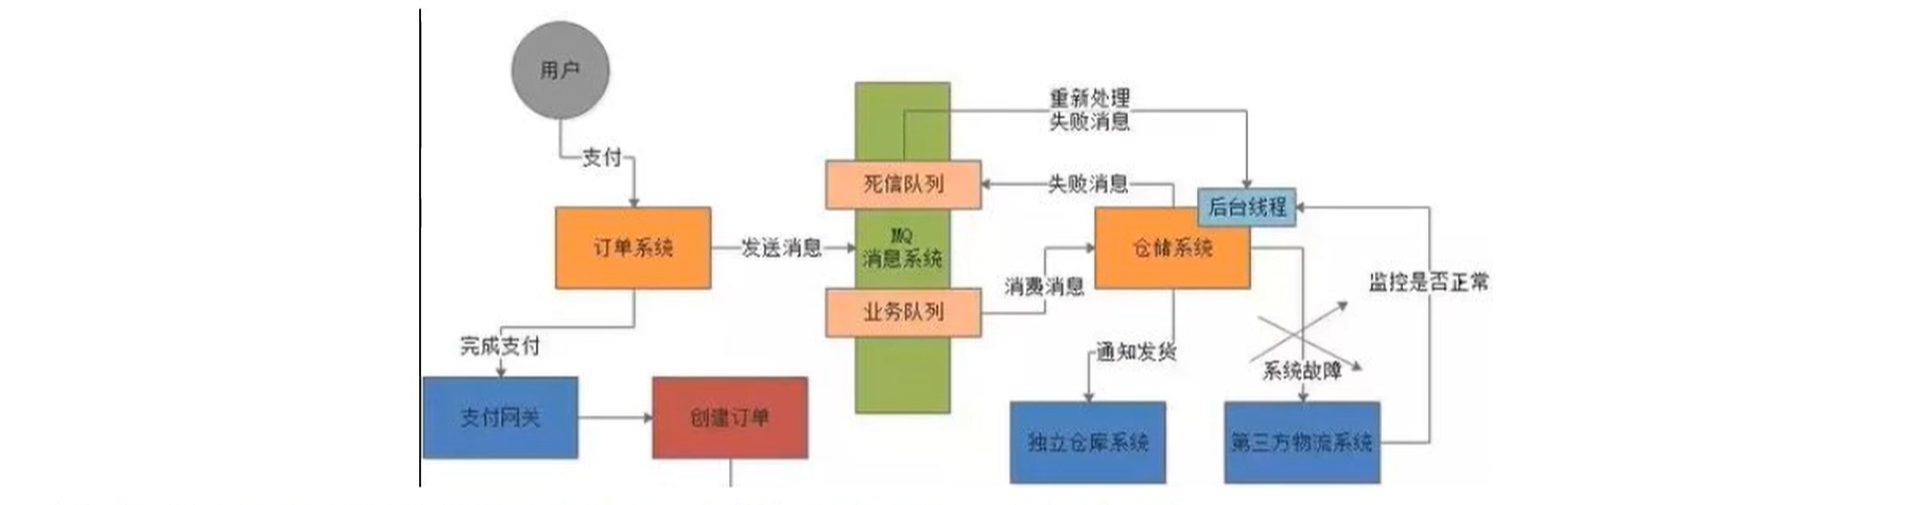 用户
支付
订单系统
完成支付
支付网关
创建订单
发送消息
死信队列
MQ
消息系统
业务队列
重新处理
失败消息
失败消息
消费消息
后台线程
仓储系统
通知发货
系统故障
监控是否正常
独立仓库系统
第三方物流系统